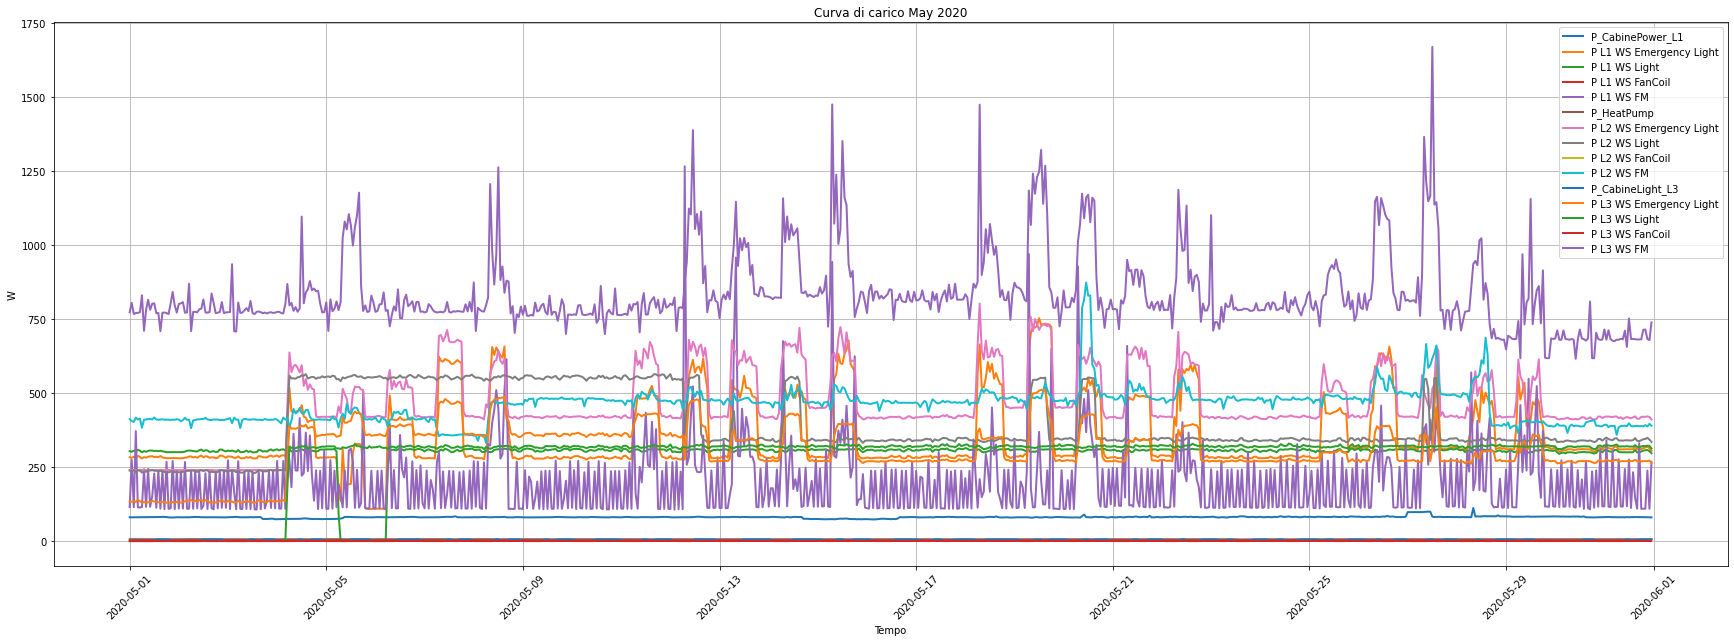 Curva di carico May 2020
1750
1500
1250
1000
750
500
250
0
W
P_CabinePower_L1
P L1 WS Emergency Light
P L1 WS Light
P L1 WS FanCoil
P L1 WS FM
P_HeatPump
P L2 WS Emergency Light
P L2 WS Light
P L2 WS FanCoil
P L2 WS FM
P_CabineLight_L3
P L3 WS Emergency Light
P L3 WS Light
P L3 WS FanCoil
P L3 WS FM
2020-05-01
2020-05-05
2020-05-09
2020-05-13
2020-05-17
2020-05-21
2020-05-25
2020-05-29
2020-06-01
Tempo